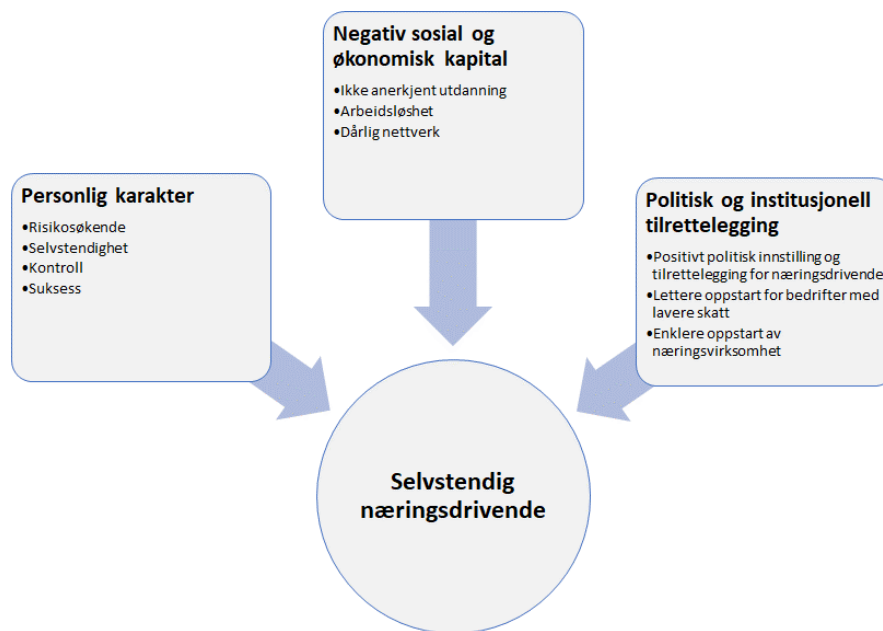 Negativ sosial og
økonomisk kapital
•Ikke anerkjent utdanning
•Arbeidsløshet
•Dårlig nettverk
Personlig karakter
•Risikosøkende
•Selvstendighet
•Kontroll
•Suksess
Politisk og institusjonell
tilrettelegging
•Positivt politisk innstilling og
tilrettelegging for næringsdrivende
•Lettere oppstart for bedrifter med
lavere skatt
•Enklere oppstart av
næringsvirksomhet
Selvstendig
næringsdrivende